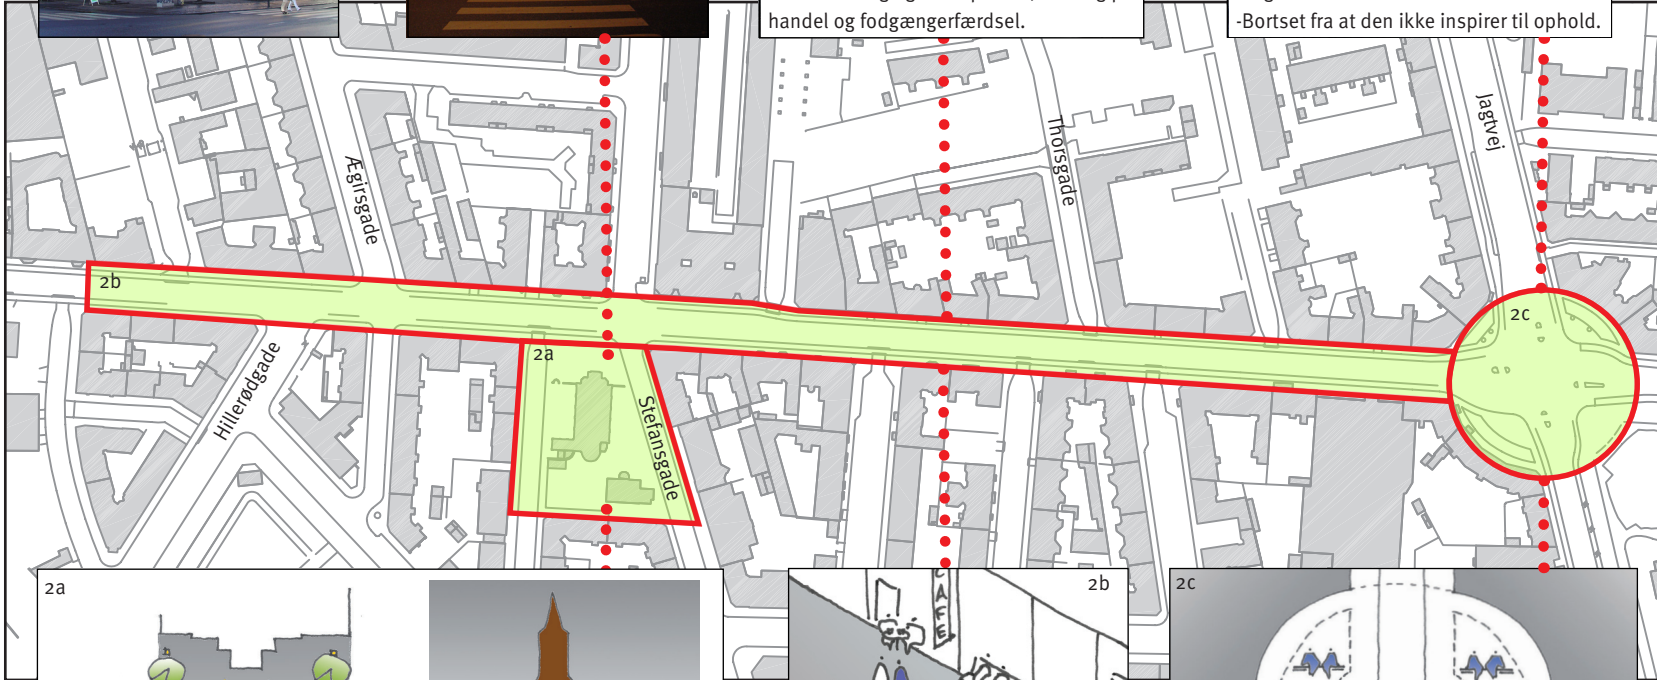 handel og fodgængerfærdsel.
-Bortset fra at den ikke inspirer til ophold.
Ægirsgade
Thorsgade
Jagtvej
2b
2c
2a
Hillerødgade
Stefansgade
2a
2b
CAFE
2c